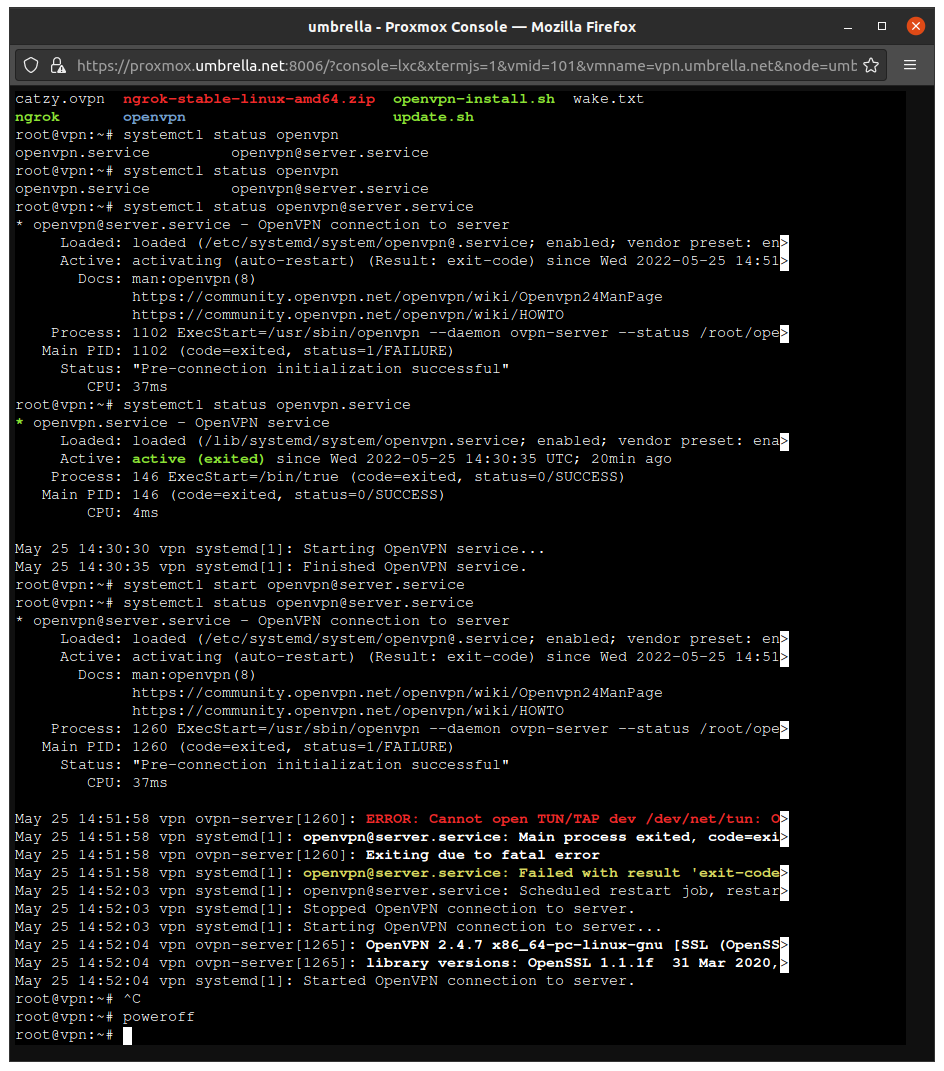 umbrella - Proxmox Console — Mozilla Firefox
https://proxmox.umbrella.net:8006/?console=lxc&xtermjs=1&vmid=101&vmname=vpn.umbrella.net&node=umb
catzy.ovpn  ngrok-stable-linux-amd64.zip  openvpn-install.sh  wake.txt
ngrok       openvpn                       update.sh
root@vpn:~# systemctl status openvpn
openvpn.service         openvpn@server.service
root@vpn:~# systemctl status openvpn
openvpn.service         openvpn@server.service
root@vpn:~# systemctl status openvpn@server.service
* openvpn@server.service - OpenVPN connection to server
     Loaded: loaded (/etc/systemd/system/openvpn@.service; enabled; vendor preset: en>
     Active: activating (auto-restart) (Result: exit-code) since Wed 2022-05-25 14:51>
       Docs: man:openvpn(8)
             https://community.openvpn.net/openvpn/wiki/Openvpn24ManPage
             https://community.openvpn.net/openvpn/wiki/HOWTO
    Process: 1102 ExecStart=/usr/sbin/openvpn --daemon ovpn-server --status /root/ope>
   Main PID: 1102 (code=exited, status=1/FAILURE)
     Status: "Pre-connection initialization successful"
        CPU: 37ms
root@vpn:~# systemctl status openvpn.service
* openvpn.service - OpenVPN service
     Loaded: loaded (/lib/systemd/system/openvpn.service; enabled; vendor preset: ena>
     Active: active (exited) since Wed 2022-05-25 14:30:35 UTC; 20min ago
    Process: 146 ExecStart=/bin/true (code=exited, status=0/SUCCESS)
   Main PID: 146 (code=exited, status=0/SUCCESS)
        CPU: 4ms

May 25 14:30:30 vpn systemd[1]: Starting OpenVPN service...
May 25 14:30:35 vpn systemd[1]: Finished OpenVPN service.
root@vpn:~# systemctl start openvpn@server.service
root@vpn:~# systemctl status openvpn@server.service
* openvpn@server.service - OpenVPN connection to server
     Loaded: loaded (/etc/systemd/system/openvpn@.service; enabled; vendor preset: en>
     Active: activating (auto-restart) (Result: exit-code) since Wed 2022-05-25 14:51>
       Docs: man:openvpn(8)
             https://community.openvpn.net/openvpn/wiki/Openvpn24ManPage
             https://community.openvpn.net/openvpn/wiki/HOWTO
    Process: 1260 ExecStart=/usr/sbin/openvpn --daemon ovpn-server --status /root/ope>
   Main PID: 1260 (code=exited, status=1/FAILURE)
     Status: "Pre-connection initialization successful"
        CPU: 37ms

May 25 14:51:58 vpn ovpn-server[1260]: ERROR: Cannot open TUN/TAP dev /dev/net/tun: O>
May 25 14:51:58 vpn systemd[1]: openvpn@server.service: Main process exited, code=exi>
May 25 14:51:58 vpn ovpn-server[1260]: Exiting due to fatal error
May 25 14:51:58 vpn systemd[1]: openvpn@server.service: Failed with result 'exit-code>
May 25 14:52:03 vpn systemd[1]: openvpn@server.service: Scheduled restart job, restar>
May 25 14:52:03 vpn systemd[1]: Stopped OpenVPN connection to server.
May 25 14:52:03 vpn systemd[1]: Starting OpenVPN connection to server...
May 25 14:52:04 vpn ovpn-server[1265]: OpenVPN 2.4.7 x86_64-pc-linux-gnu [SSL (OpenSS>
May 25 14:52:04 vpn ovpn-server[1265]: library versions: OpenSSL 1.1.1f  31 Mar 2020,>
May 25 14:52:04 vpn systemd[1]: Started OpenVPN connection to server.
root@vpn:~# ^C
root@vpn:~# poweroff
root@vpn:~#